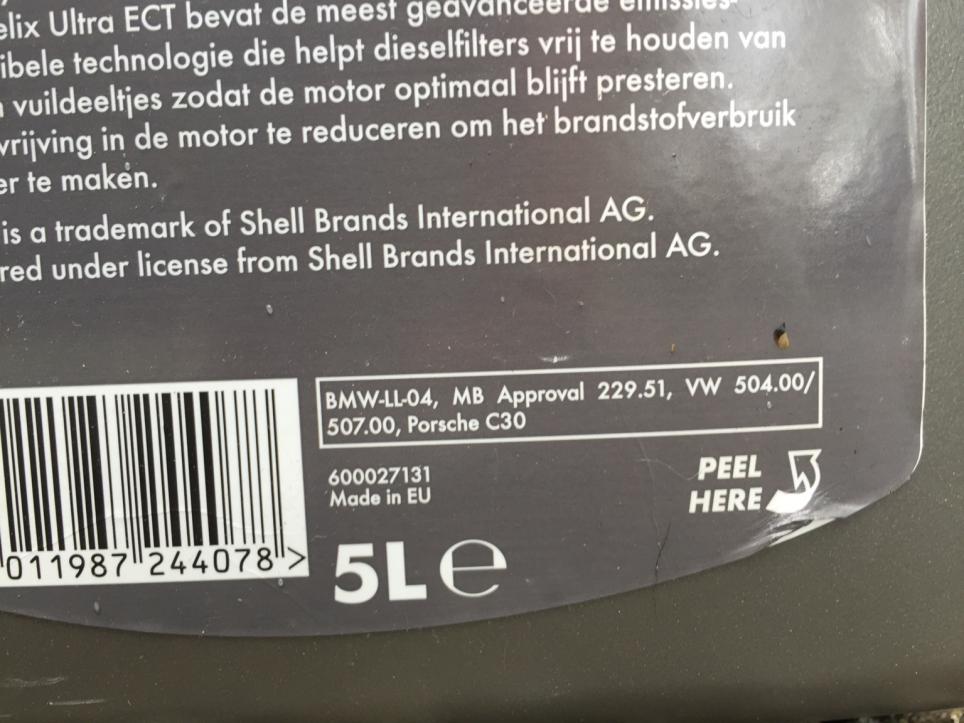 elix Ultra ECT bevat de meest geavanceerde emissies-
ibele technologie die helpt dieselfilters vrij te houden van
vuildeeltjes zodat de motor optimaal blijft presteren.
vrijving in de motor te reduceren om het brandstofverbruik
er te maken.
is a trademark of Shell Brands International AG.
red under license from Shell Brands International AG.
BMW-LL-04, MB Approval 229.51, VW 504.00/
507.00, Porsche C30
600027131
Made in EU
PEEL
HERE
011987 244078 >
5L e